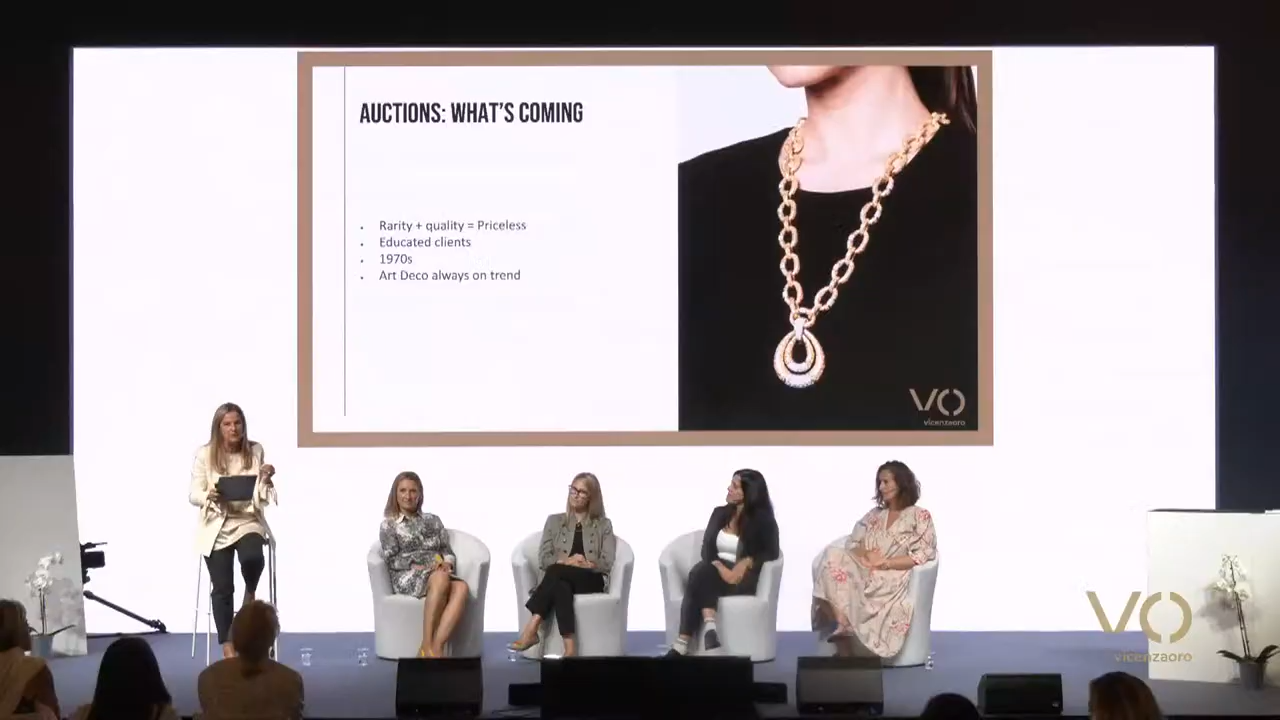 AUCTIONS: WHAT'S COMING
Rarity + quality = Priceless
Educated clients
1970s
Art Deco always on trend
VO
vicenzaoro
VO
vicenzaoro